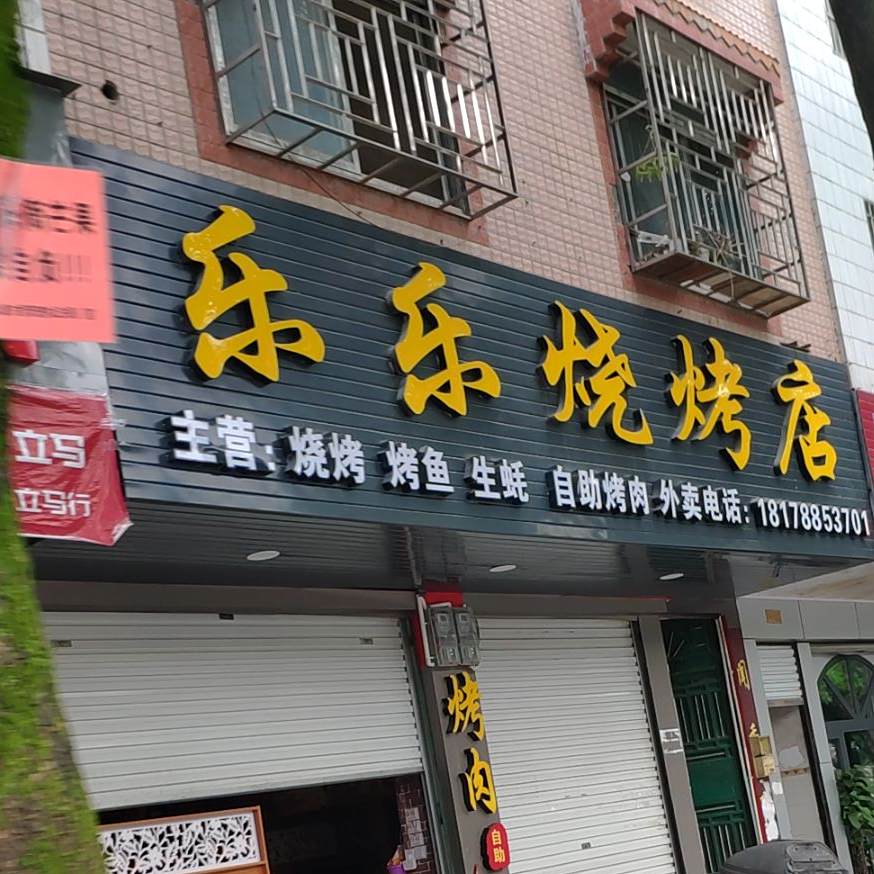 乐乐烧烤店
主营：烧烤 烤鱼 生蚝 自助烤肉 外卖电话：18178853701
立马
立马行
烤肉
自助